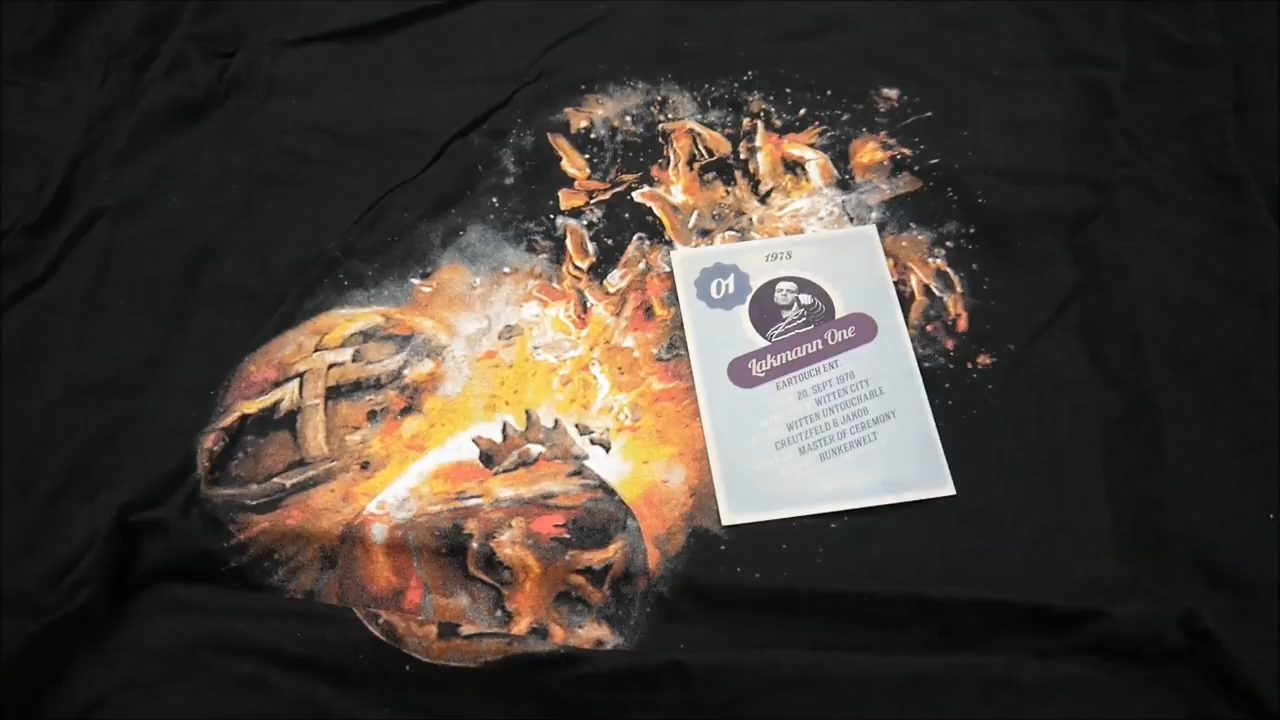 1978
01
Lakmann One
EARTOUCH ENT.
20. SEPT 1978
WITTEN CITY
WITTEN UNTOUCHABLE
CREUTZFELD & JAKOB
MASTER OF CEREMONY
BUNKERWELT